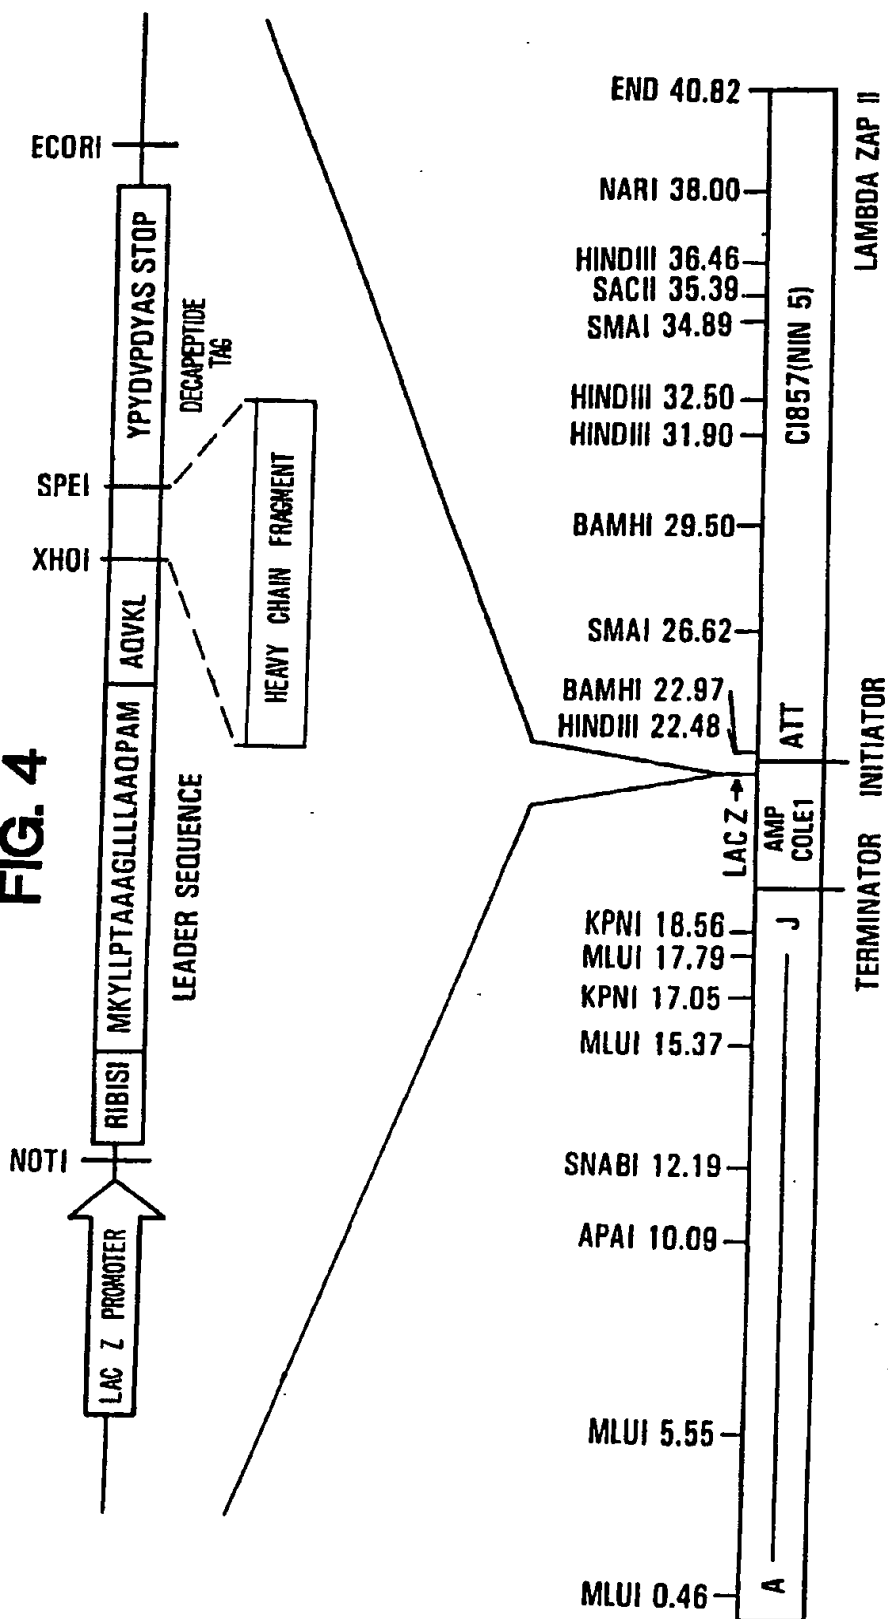 FIG. 4
LAC Z PROMOTER
NOTI
RIBISI
MKYLLPTAAAGLLLLAAQPAM
AQVKL
XHOI
SPEI
YPYDVPDYAS STOP
ECORI
LEADER SEQUENCE
DECAPEPTIDE
TAG
HEAVY CHAIN FRAGMENT
END 40.82
NARI 38.00
HINDIII 36.46
SACII 35.39
SMAI 34.89
HINDIII 32.50
HINDIII 31.90
BAMHI 29.50
SMAI 26.62
BAMHI 22.97
HINDIII 22.48
LAC Z
KPNI 18.56
MLUI 17.79
KPNI 17.05
MLUI 15.37
SNABI 12.19
APAI 10.09
MLUI 5.55
MLUI 0.46
A
J
AMP
COLE1
ATT
CI857(NIN 5)
TERMINATOR
INITIATOR
LAMBDA ZAP II